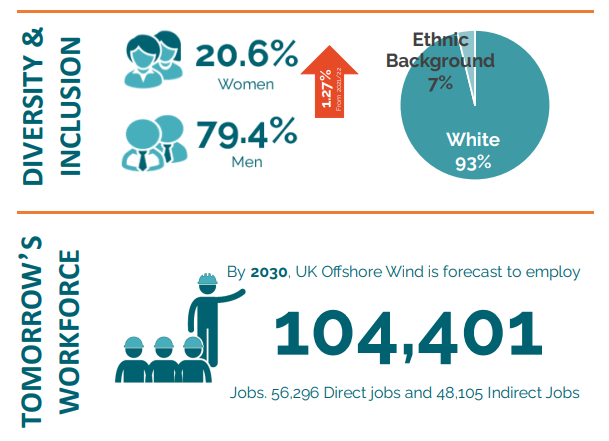 DIVERSITY &
INCLUSION
20.6%
Women
79.4%
Men
1.27%
From 2021/22
Ethnic
Background
7%
White
93%
TOMORROW'S
WORKFORCE
By 2030, UK Offshore Wind is forecast to employ
104,401
Jobs. 56,296 Direct jobs and 48,105 Indirect Jobs